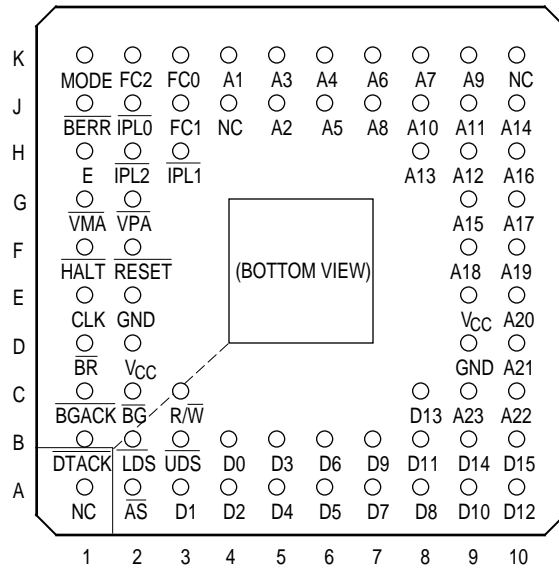 K
MODE FC2 FC0 A1 A3 A4 A6 A7 A9 NC
J
BERR IPL0 FC1 NC A2 A5 A8 A10 A11 A14
H
E IPL2 IPL1 A13 A12 A16
G
VMA VPA A15 A17
F
(BOTTOM VIEW)
HALT RESET A18 A19
E
CLK GND VCC A20
D
BR VCC GND A21
C
BGACK BG R/W D13 A23 A22
B
DTACK LDS UDS D0 D3 D6 D9 D11 D14 D15
A
NC AS D1 D2 D4 D5 D7 D8 D10 D12
1 2 3 4 5 6 7 8 9 10